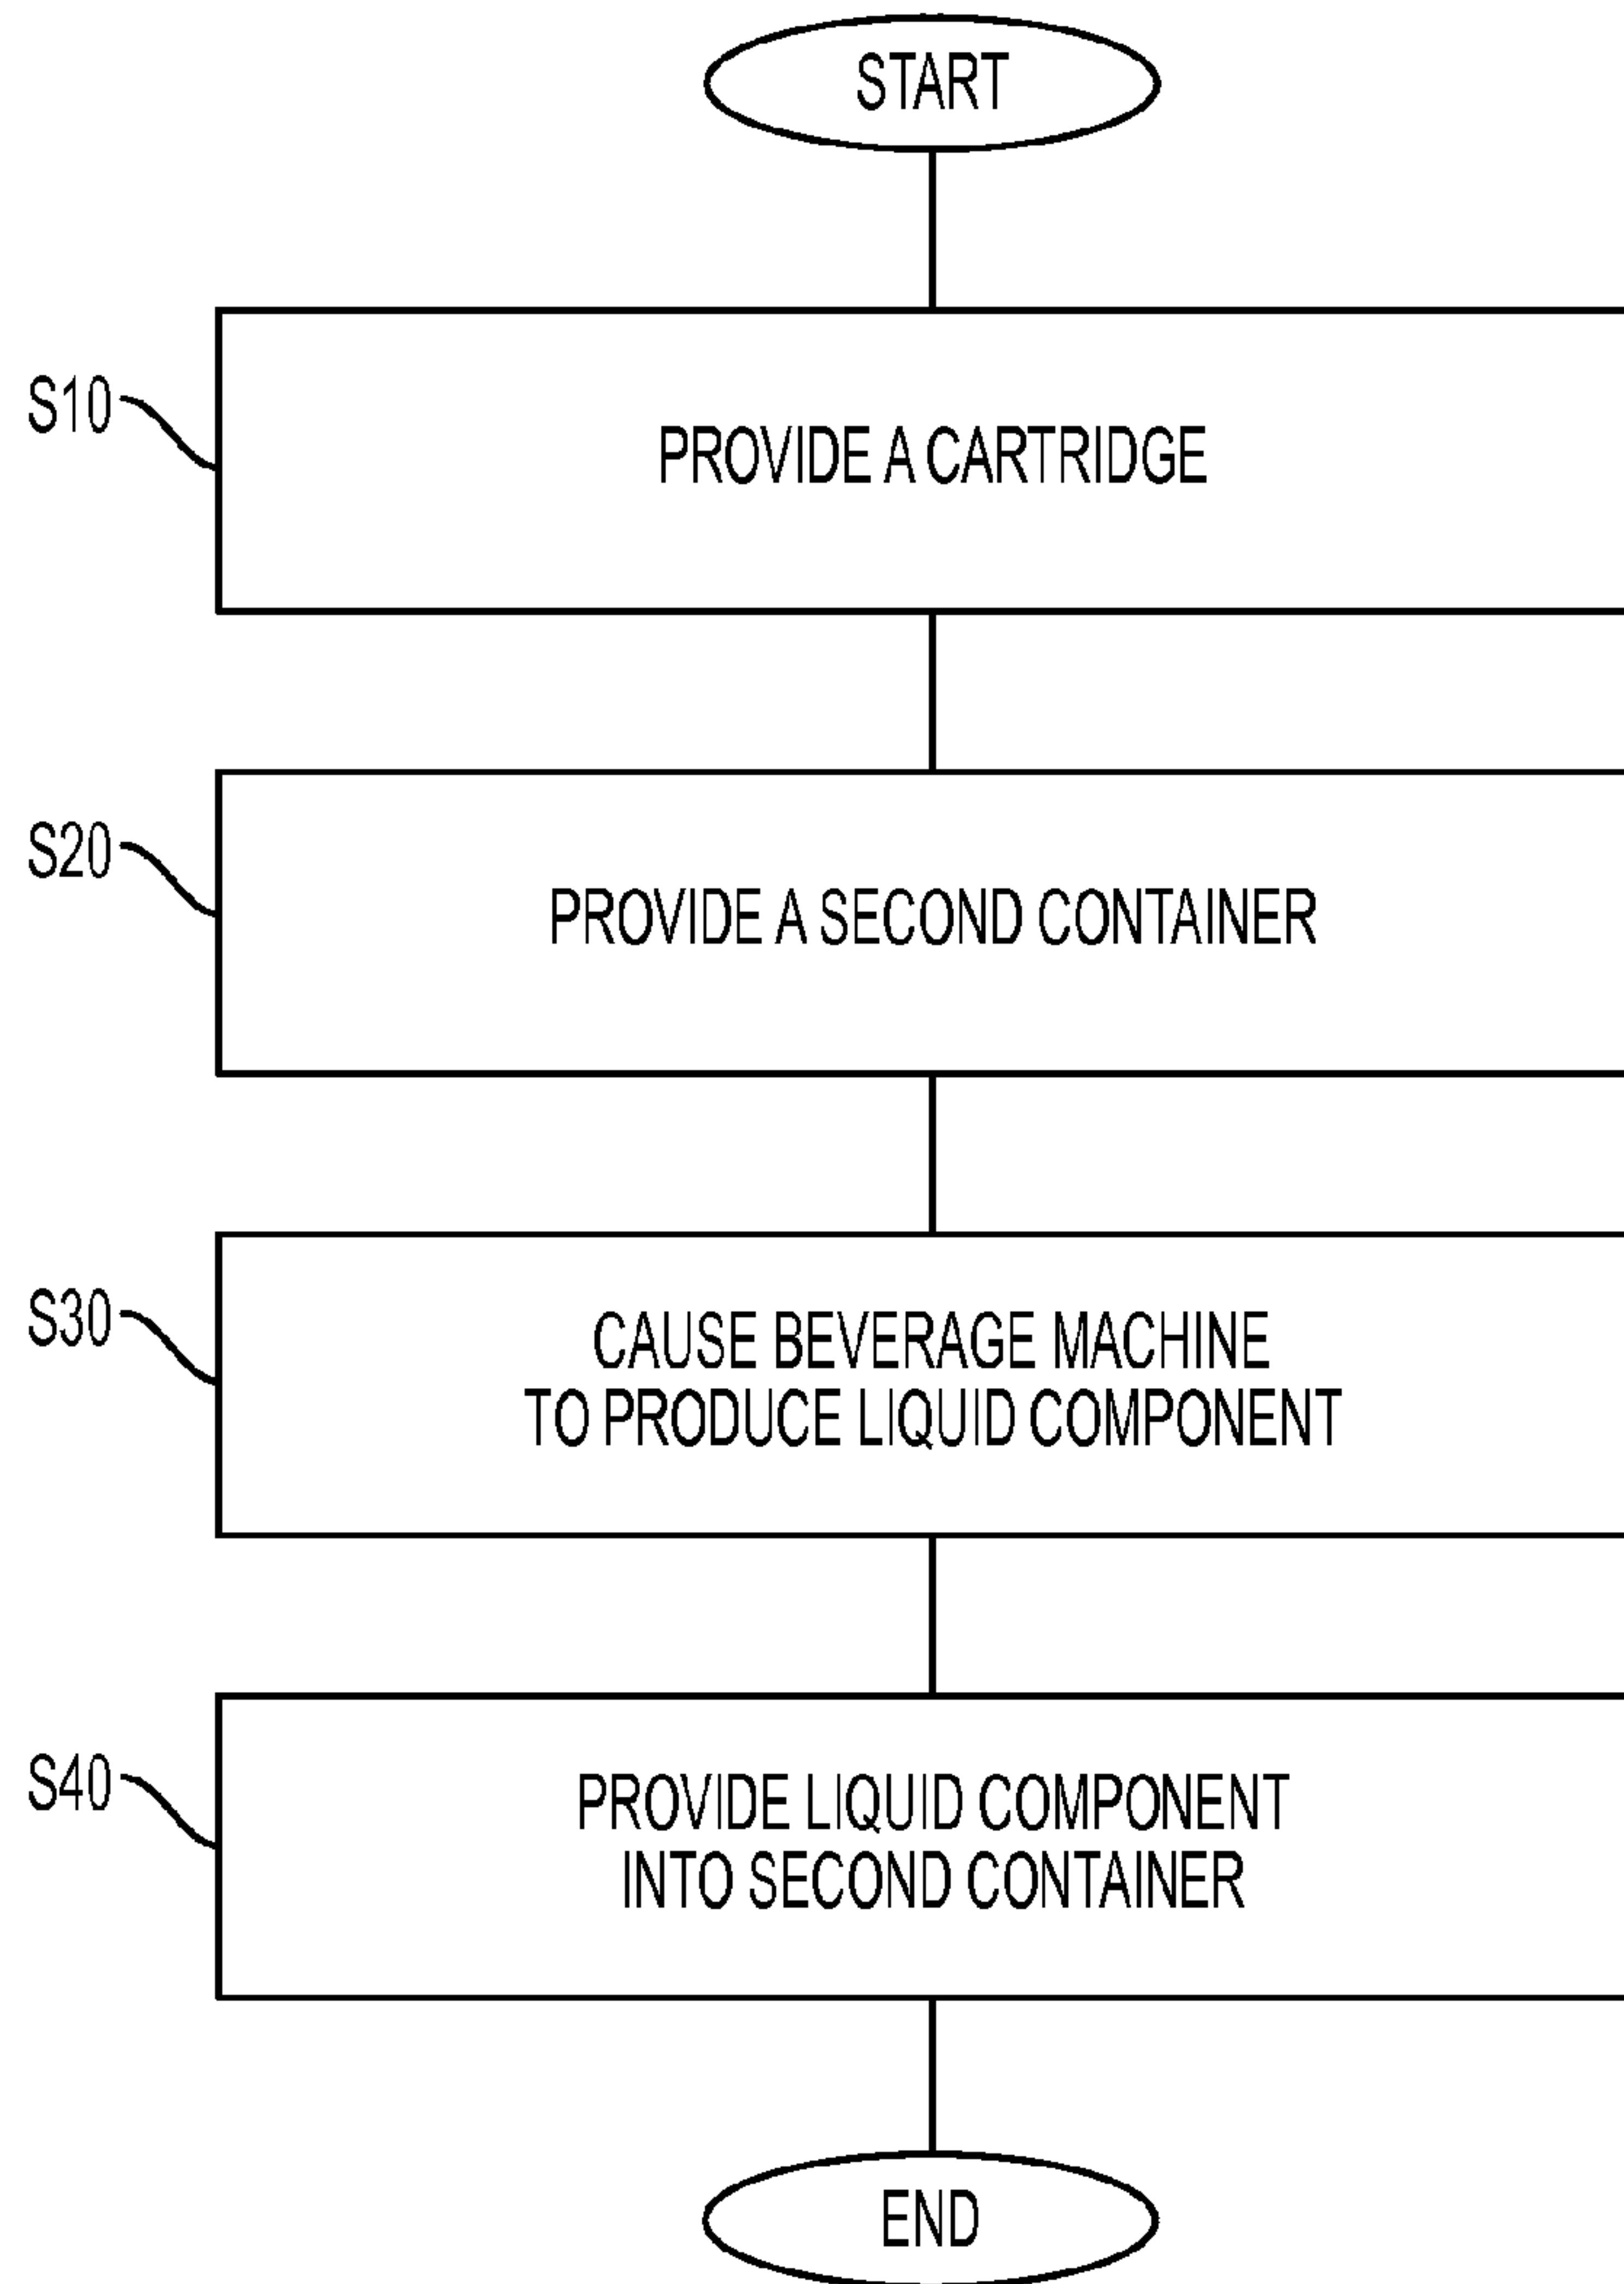 START
S10
PROVIDE A CARTRIDGE
S20
PROVIDE A SECOND CONTAINER
S30
CAUSE BEVERAGE MACHINE
TO PRODUCE LIQUID COMPONENT
S40
PROVIDE LIQUID COMPONENT
INTO SECOND CONTAINER
END